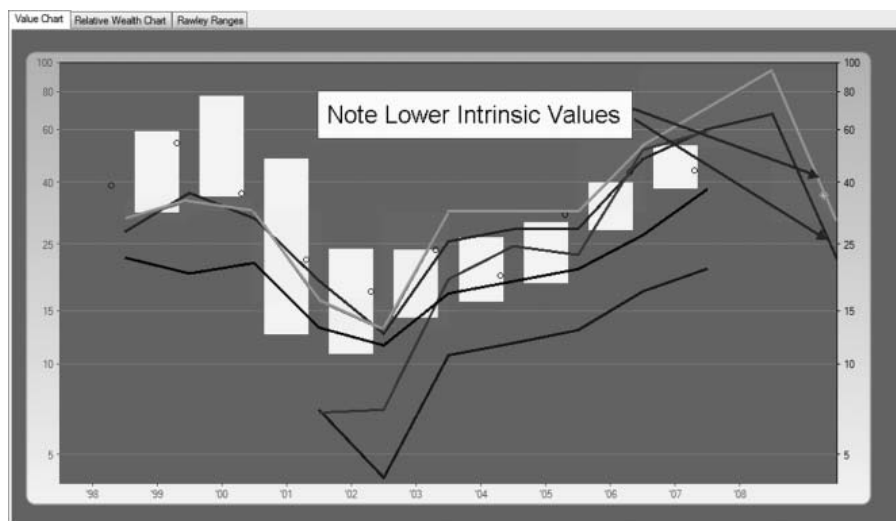 Value Chart Relative Wealth Chart Rawley Ranges
Note Lower Intrinsic Values
100 100
80 80
60 60
40 40
25 25
15 15
10 10
5 5
'98 '99 '00 '01 '02 '03 '04 '05 '06 '07 '08